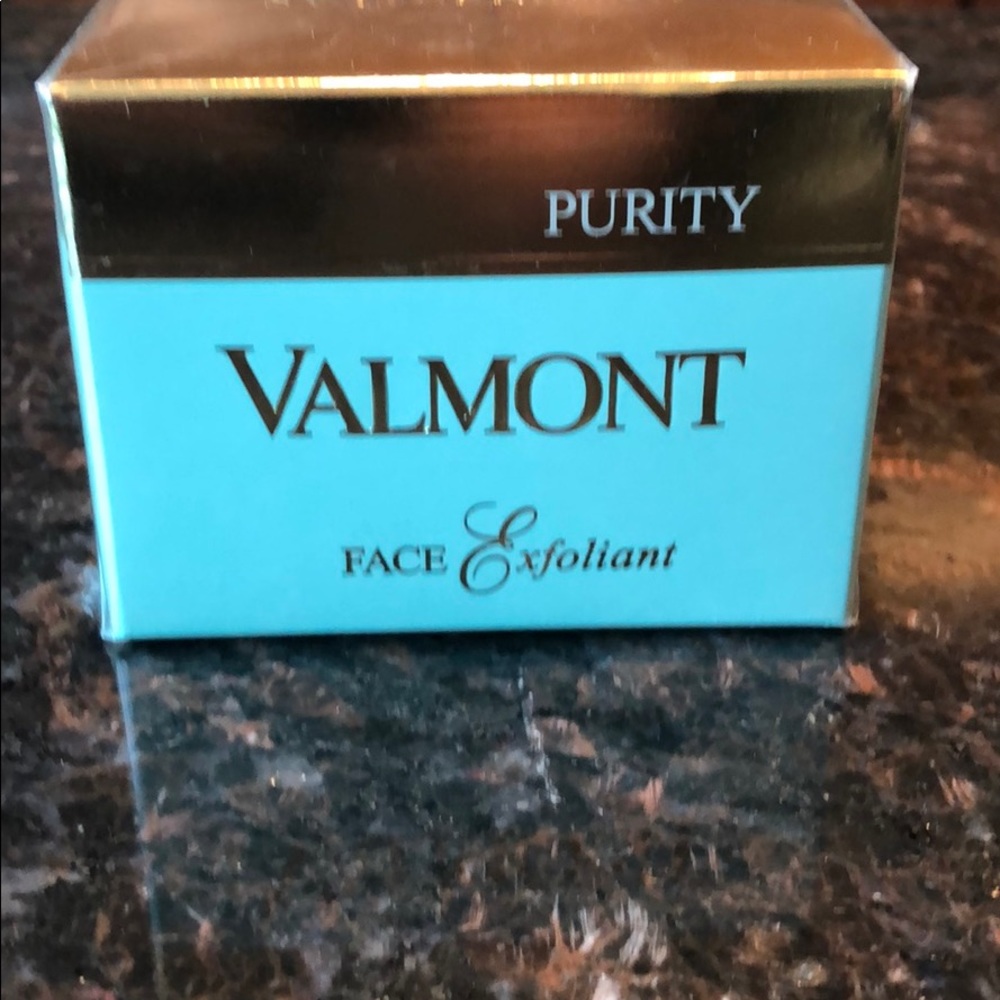 PURITY
VALMONT
FACE Exfoliant